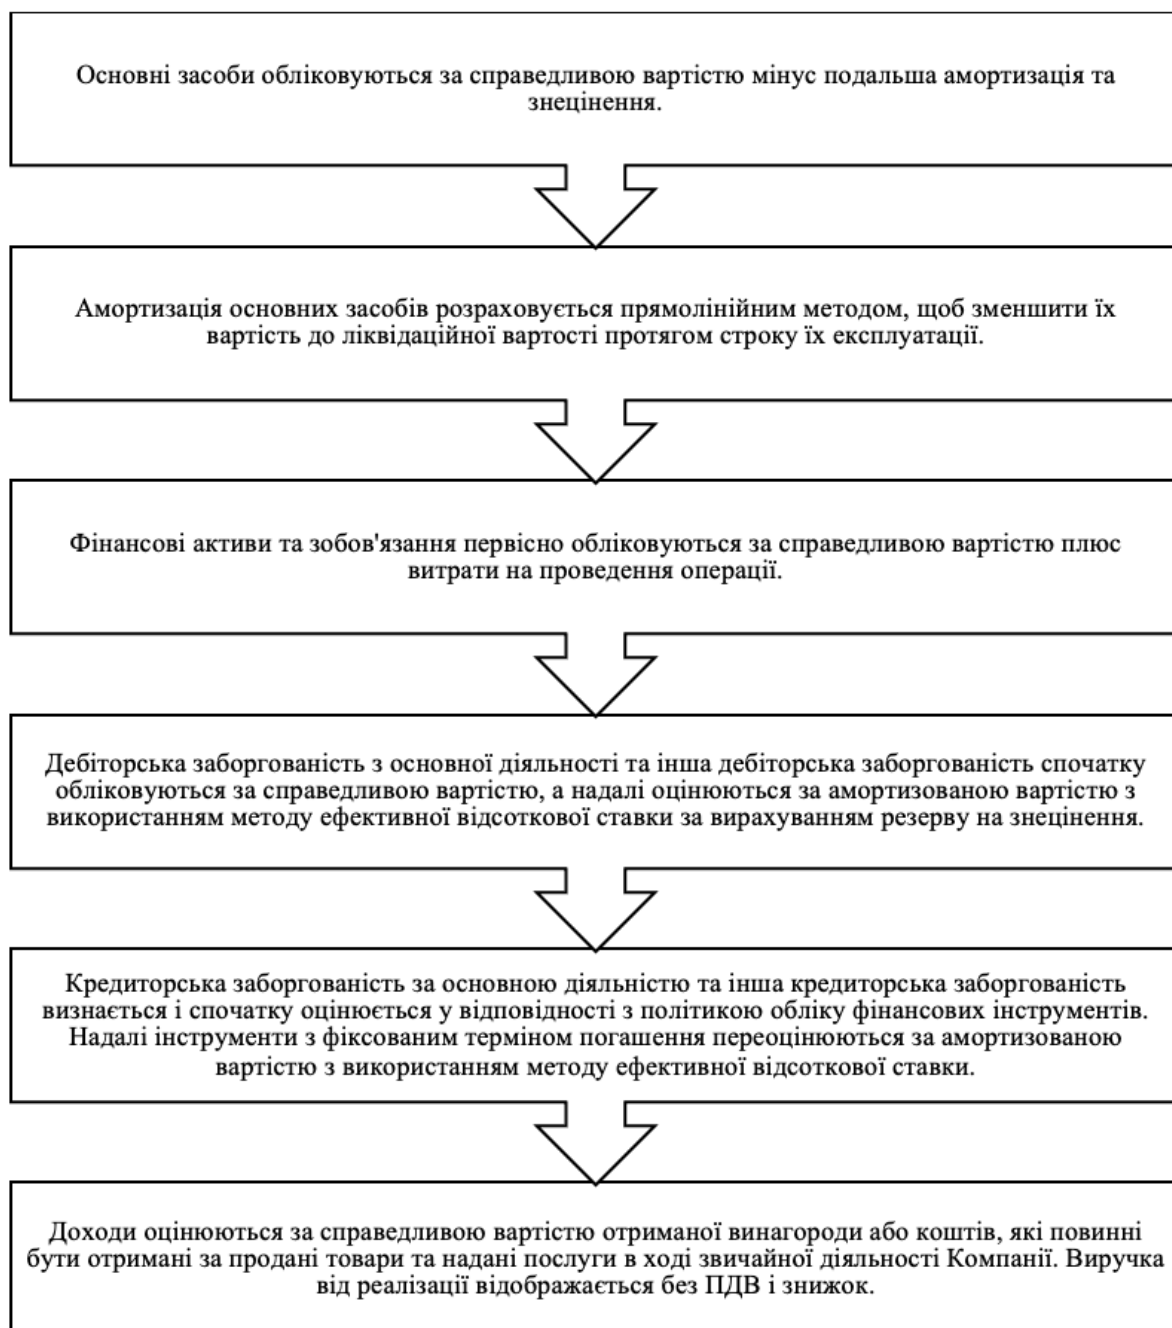 Основні засоби обліковуються за справедливою вартістю мінус подальша амортизація та
знецінення.
Амортизація основних засобів розраховується прямолінійним методом, щоб зменшити їх
вартість до ліквідаційної вартості протягом строку їх експлуатації.
Фінансові активи та зобов'язання первісно обліковуються за справедливою вартістю плюс
витрати на проведення операції.
Дебіторська заборгованість з основної діяльності та інша дебіторська заборгованість спочатку
обліковуються за справедливою вартістю, а надалі оцінюються за амортизованою вартістю з
використанням методу ефективної відсоткової ставки за вирахуванням резерву на знецінення.
Кредиторська заборгованість за основною діяльністю та інша кредиторська заборгованість
визнається і спочатку оцінюється у відповідності з політикою обліку фінансових інструментів.
Надалі інструменти з фіксованим терміном погашення переоцінюються за амортизованою
вартістю з використанням методу ефективної відсоткової ставки.
Доходи оцінюються за справедливою вартістю отриманої винагороди або коштів, які повинні
бути отримані за продані товари та надані послуги в ході звичайної діяльності Компанії. Виручка
від реалізації відображається без ПДВ і знижок.